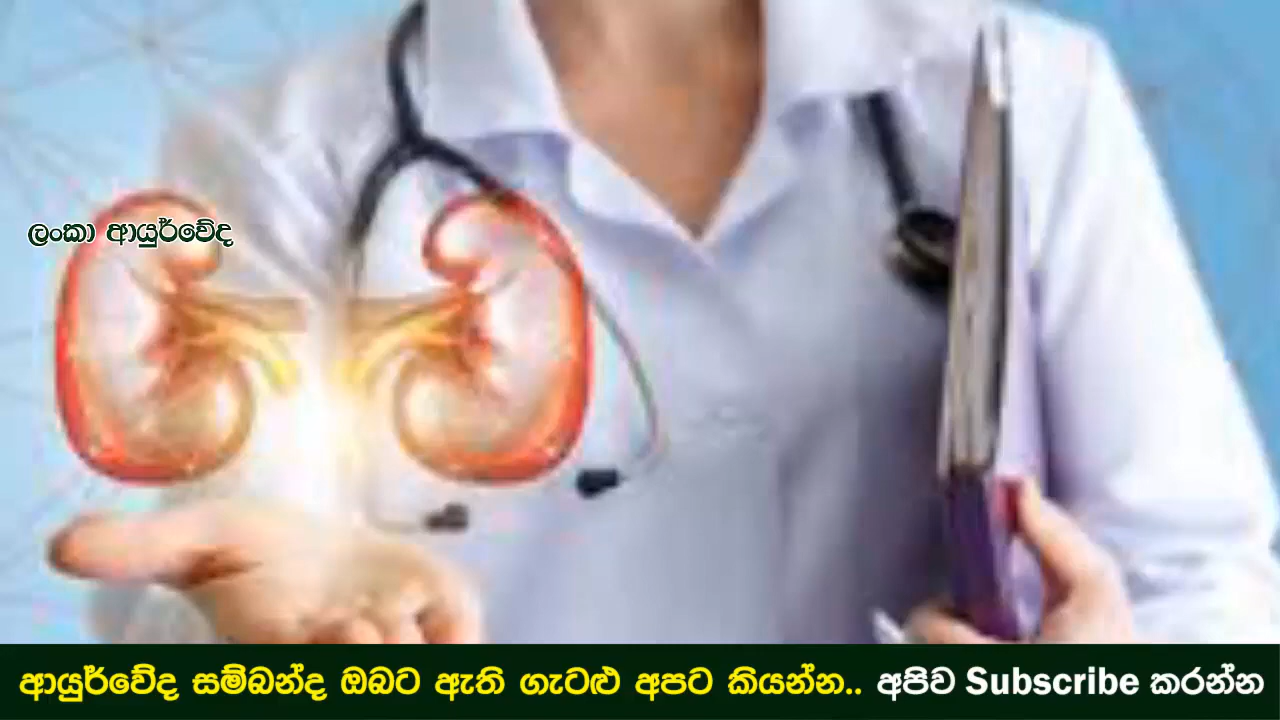 ලංකා ආයුර්වේද
ආයුර්වේද සම්බන්ද ඔබට ඇති ගැටළු අපට කියන්න.. අපිව Subscribe කරන්න